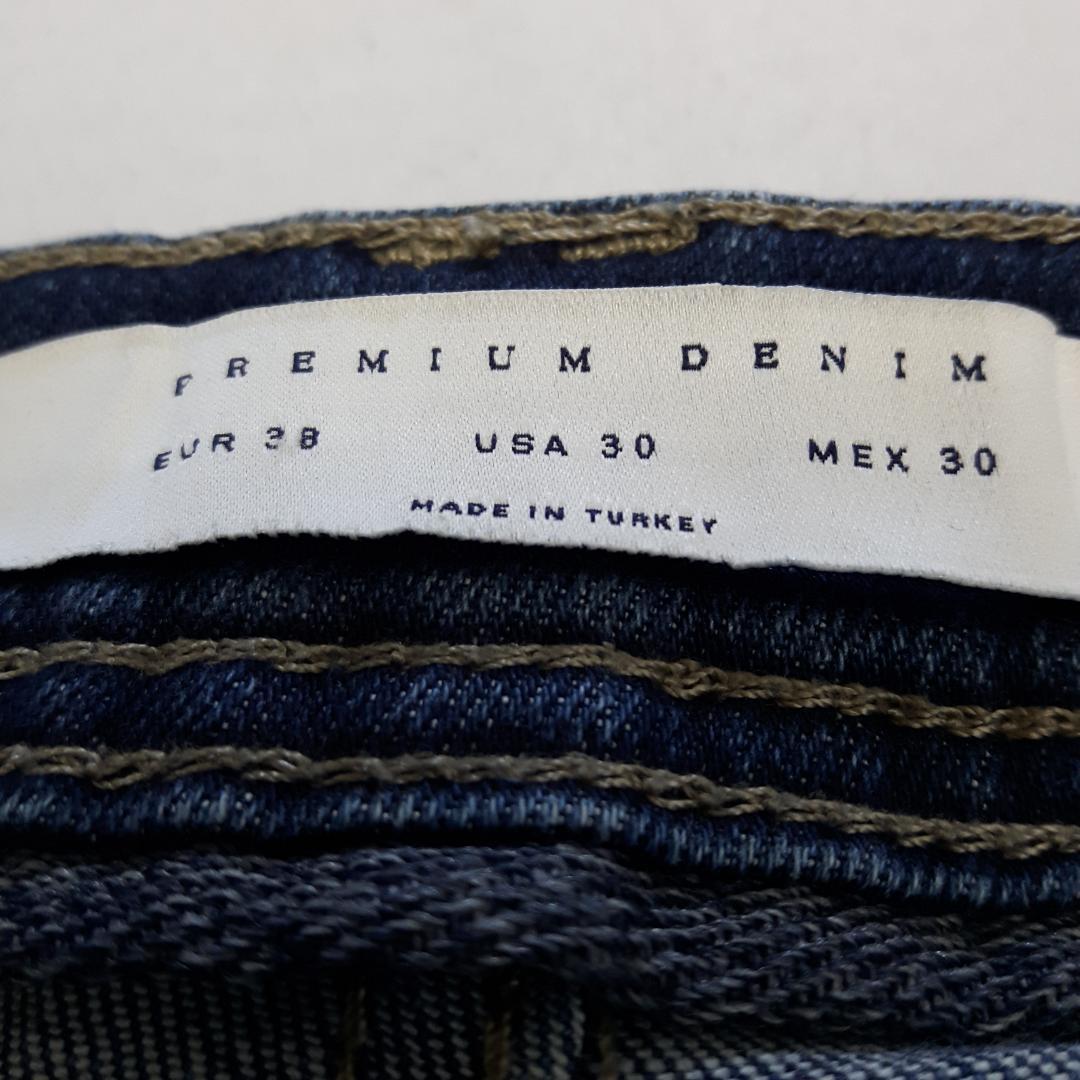 PREMIUM DENIM
EUR 38 USA 30 MEX 30
MADE IN TURKEY